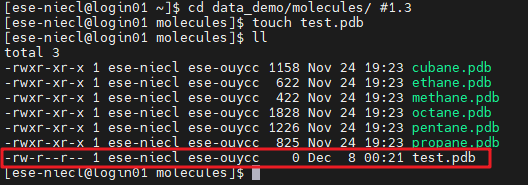 [ese-niecl@login01 ~]$ cd data_demo/molecules/ #1.3
[ese-niecl@login01 molecules]$ touch test.pdb
[ese-niecl@login01 molecules]$ ll
total 3
-rwxr-xr-x 1 ese-niecl ese-ouycc 1158 Nov 24 19:23 cubane.pdb
-rwxr-xr-x 1 ese-niecl ese-ouycc  622 Nov 24 19:23 ethane.pdb
-rwxr-xr-x 1 ese-niecl ese-ouycc  422 Nov 24 19:23 methane.pdb
-rwxr-xr-x 1 ese-niecl ese-ouycc 1828 Nov 24 19:23 octane.pdb
-rwxr-xr-x 1 ese-niecl ese-ouycc 1226 Nov 24 19:23 pentane.pdb
-rwxr-xr-x 1 ese-niecl ese-ouycc  825 Nov 24 19:23 propane.pdb
-rw-r--r-- 1 ese-niecl ese-ouycc    0 Dec  8 00:21 test.pdb
[ese-niecl@login01 molecules]$